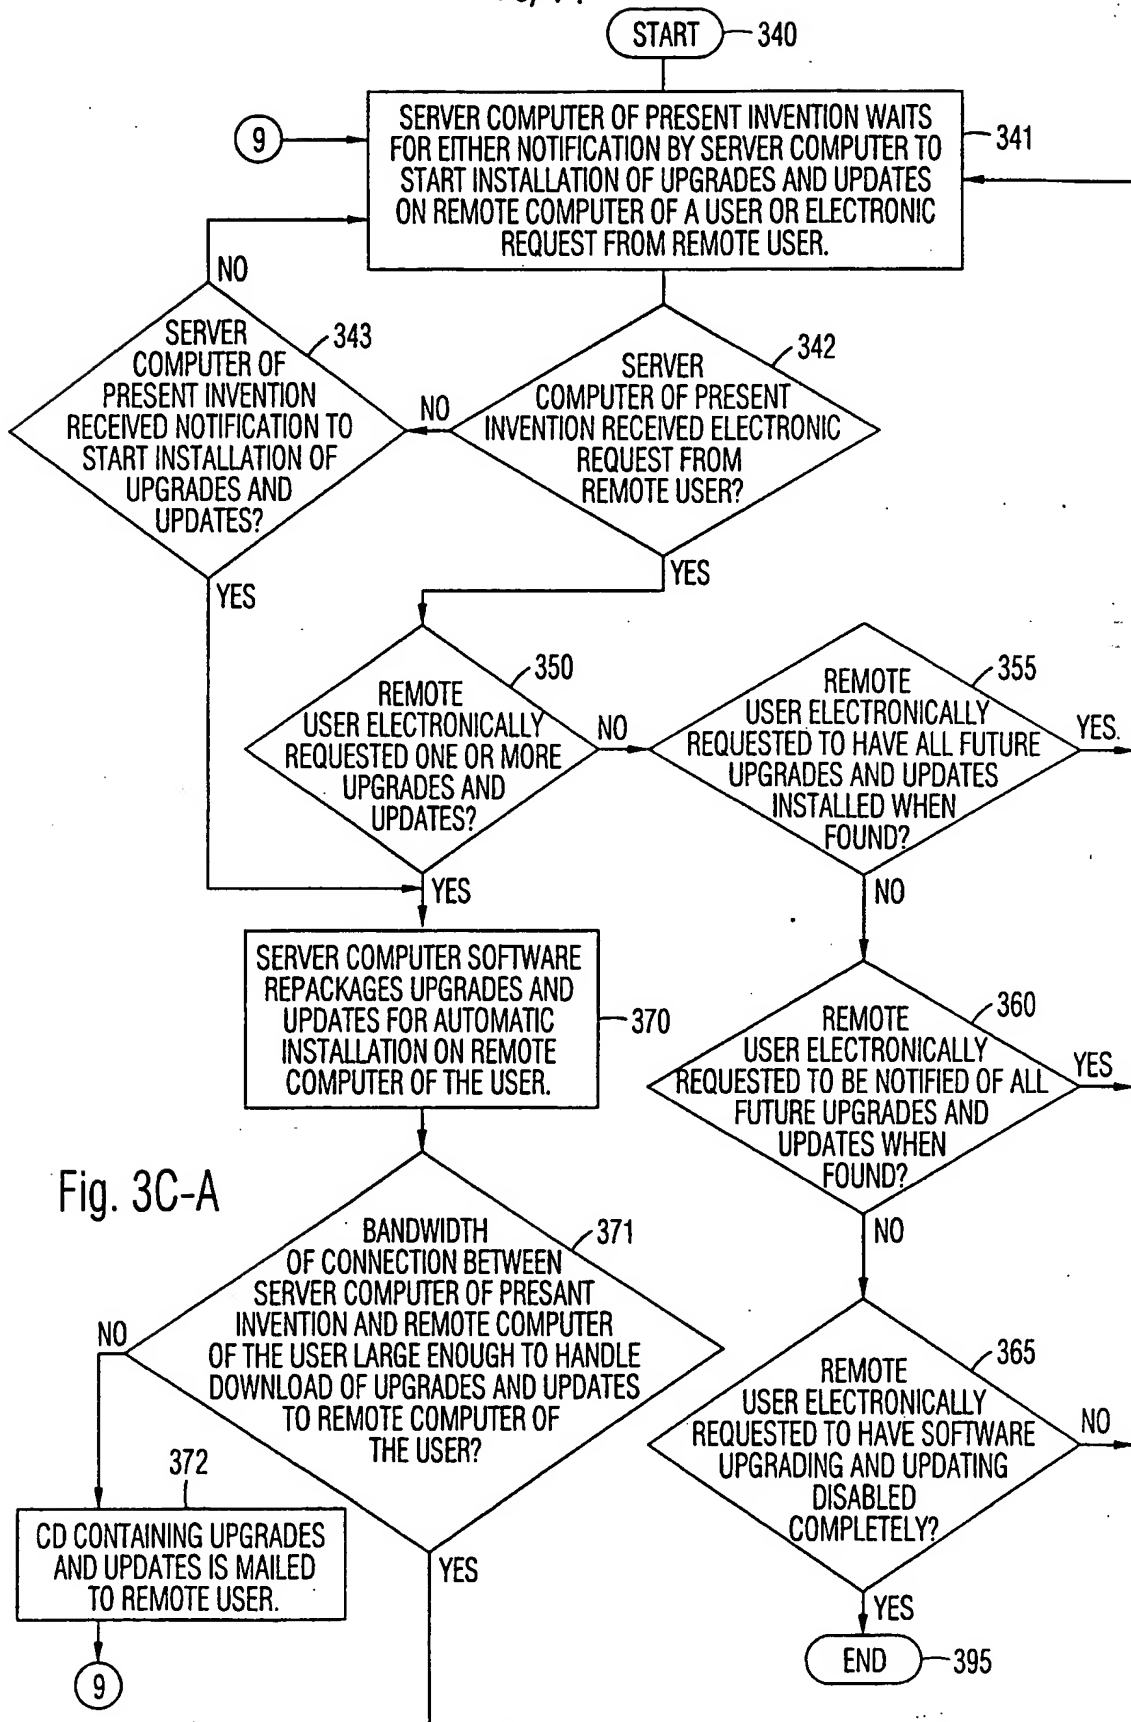 START
340
9
SERVER COMPUTER OF PRESENT INVENTION WAITS
FOR EITHER NOTIFICATION BY SERVER COMPUTER TO
START INSTALLATION OF UPGRADES AND UPDATES
ON REMOTE COMPUTER OF A USER OR ELECTRONIC
REQUEST FROM REMOTE USER.
341
NO
SERVER
COMPUTER OF
PRESENT INVENTION
RECEIVED NOTIFICATION TO
START INSTALLATION OF
UPGRADES AND
UPDATES?
343
NO
SERVER
COMPUTER OF PRESENT
INVENTION RECEIVED ELECTRONIC
REQUEST FROM
REMOTE USER?
342
YES
YES
REMOTE
USER ELECTRONICALLY
REQUESTED ONE OR MORE
UPGRADES AND
UPDATES?
350
NO
REMOTE
USER ELECTRONICALLY
REQUESTED TO HAVE ALL FUTURE
UPGRADES AND UPDATES
INSTALLED WHEN
FOUND?
355
YES.
YES
NO
SERVER COMPUTER SOFTWARE
REPACKAGES UPGRADES AND
UPDATES FOR AUTOMATIC
INSTALLATION ON REMOTE
COMPUTER OF THE USER.
370
REMOTE
USER ELECTRONICALLY
REQUESTED TO BE NOTIFIED OF ALL
FUTURE UPGRADES AND
UPDATES WHEN
FOUND?
360
YES
NO
Fig. 3C-A
BANDWIDTH
OF CONNECTION BETWEEN
SERVER COMPUTER OF PRESANT
INVENTION AND REMOTE COMPUTER
OF THE USER LARGE ENOUGH TO HANDLE
DOWNLOAD OF UPGRADES AND UPDATES
TO REMOTE COMPUTER OF
THE USER?
371
NO
YES
REMOTE
USER ELECTRONICALLY
REQUESTED TO HAVE SOFTWARE
UPGRADING AND UPDATING
DISABLED
COMPLETELY?
365
NO
YES
372
CD CONTAINING UPGRADES
AND UPDATES IS MAILED
TO REMOTE USER.
9
END
395